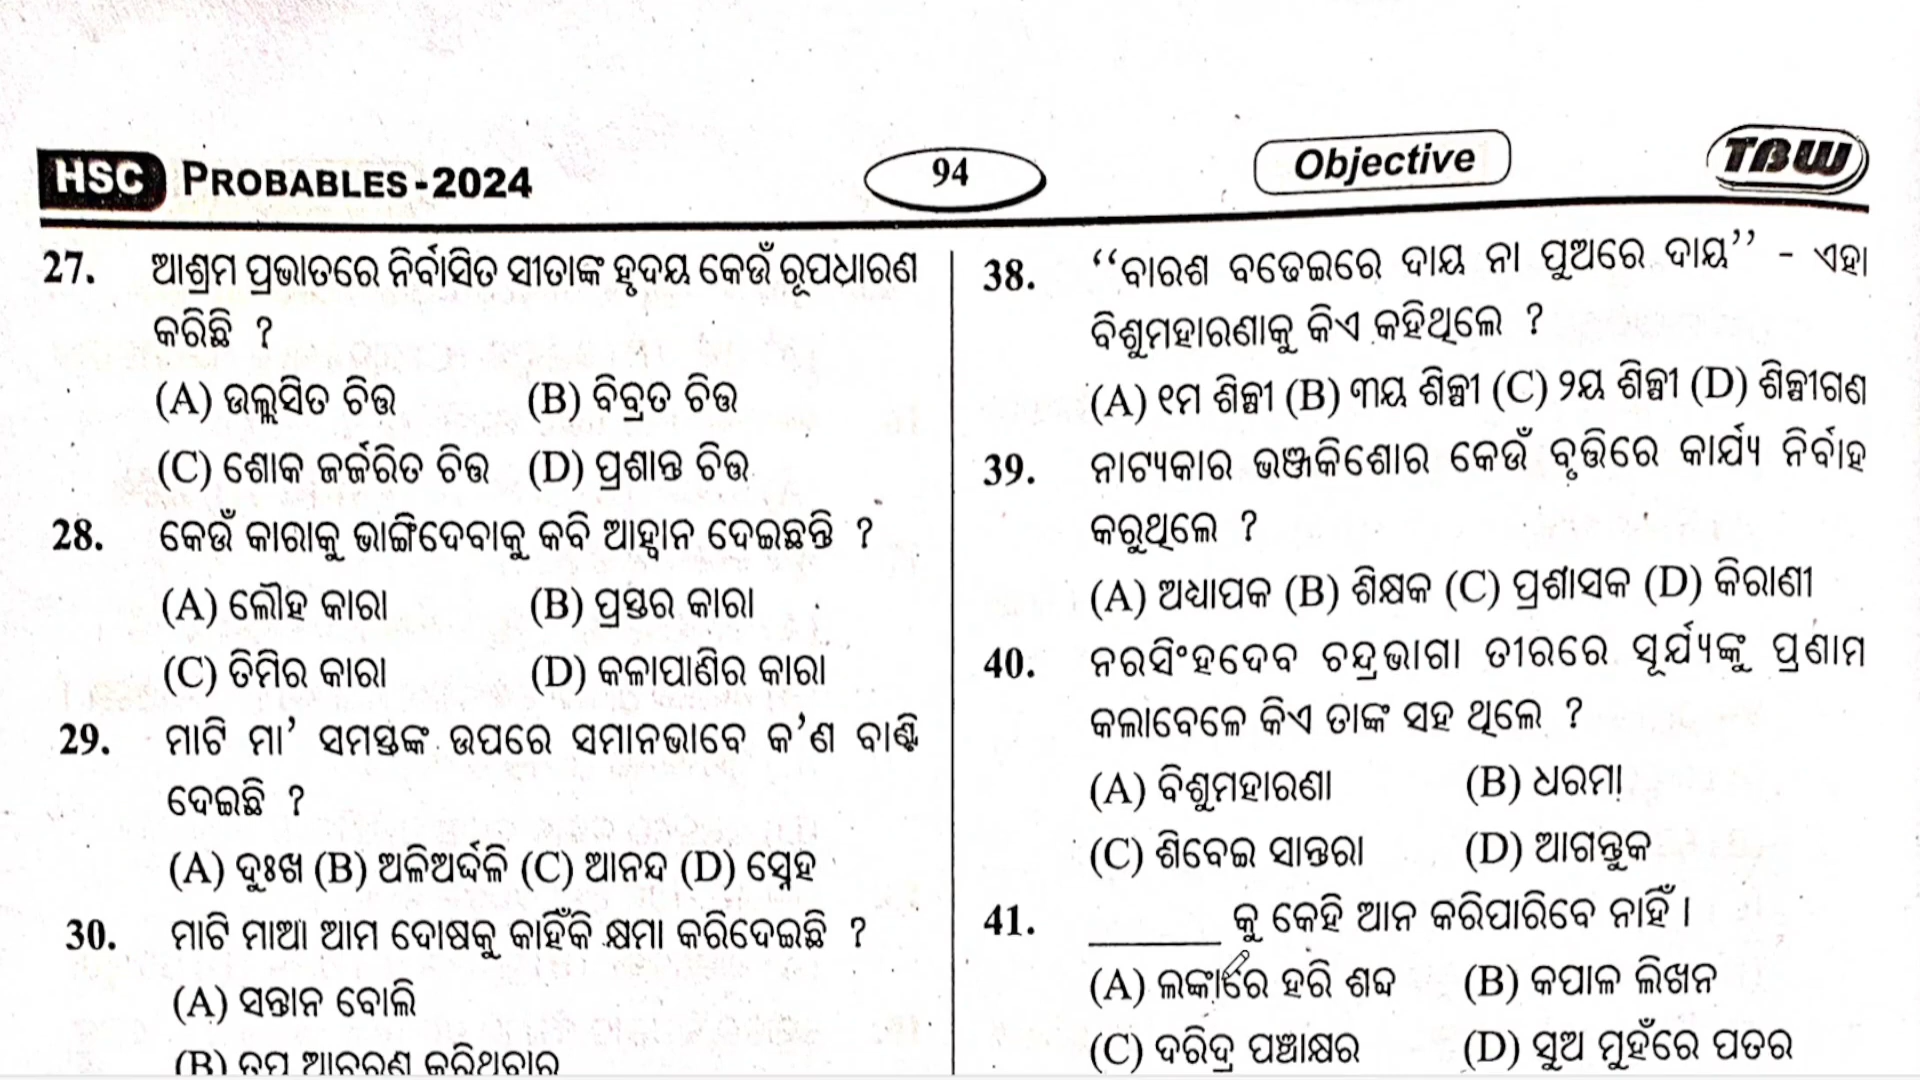 HSC PROBABLES-2024 94 Objective TBW
27. ଆଶ୍ରମ ପ୍ରଭାତରେ ନିର୍ବାସିତ ସୀତାଙ୍କ ହୃଦୟ କେଉଁ ରୂପଧାରଣ
କରିଛି ?
(A) ଉଲ୍ଲସିତ ଚିତ୍ତ (B) ବିବ୍ରତ ଚିତ୍ତ
(C) ଶୋକ ଜର୍ଜରିତ ଚିତ୍ତ (D) ପ୍ରଶାନ୍ତ ଚିତ୍ତ
28. କେଉଁ କାରାକୁ ଭାଙ୍ଗିଦେବାକୁ କବି ଆହ୍ୱାନ ଦେଇଛନ୍ତି ?
(A) ଲୌହ କାରା (B) ପ୍ରସ୍ତର କାରା
(C) ତିମିର କାରା (D) କଳାପାଣିର କାରା
29. ମାଟି ମା’ ସମସ୍ତଙ୍କ ଉପରେ ସମାନଭାବେ କ’ଣ ବାଣ୍ଟି
ଦେଇଛି ?
(A) ଦୁଃଖ (B) ଅଳିଅର୍ଦ୍ଦଳି (C) ଆନନ୍ଦ (D) ସ୍ନେହ
30. ମାଟି ମାଆ ଆମ ଦୋଷକୁ କାହିଁକି କ୍ଷମା କରିଦେଇଛି ?
(A) ସନ୍ତାନ ବୋଲି
38. ‘‘ବାରଶ ବଢେଇରେ ଦାୟ ନା ପୁଅରେ ଦାୟ’’ - ଏହା
ବିଶୁମହାରଣାକୁ କିଏ କହିଥିଲେ ?
(A) ୧ମ ଶିଳ୍ପୀ (B) ୩ୟ ଶିଳ୍ପୀ (C) ୨ୟ ଶିଳ୍ପୀ (D) ଶିଳ୍ପୀଗଣ
39. ନାଟ୍ୟକାର ଭଞ୍ଜକିଶୋର କେଉଁ ବୃତ୍ତିରେ କାର୍ଯ୍ୟ ନିର୍ବାହ
କରୁଥିଲେ ?
(A) ଅଧ୍ୟାପକ (B) ଶିକ୍ଷକ (C) ପ୍ରଶାସକ (D) କିରାଣୀ
40. ନରସିଂହଦେବ ଚନ୍ଦ୍ରଭାଗା ତୀରରେ ସୂର୍ଯ୍ୟଙ୍କୁ ପ୍ରଣାମ
କଲାବେଳେ କିଏ ତାଙ୍କ ସହ ଥିଲେ ?
(A) ବିଶୁମହାରଣା (B) ଧରମା
(C) ଶିବେଇ ସାନ୍ତରା (D) ଆଗନ୍ତୁକ
41. ______ କୁ କେହି ଆନ କରିପାରିବେ ନାହିଁ ।
(A) ଲଙ୍କାରେ ହରି ଶବ୍ଦ (B) କପାଳ ଲିଖନ
(C) ଦରିଦ୍ର ପଞ୍ଚାକ୍ଷର (D) ସୁଅ ମୁହଁରେ ପତର